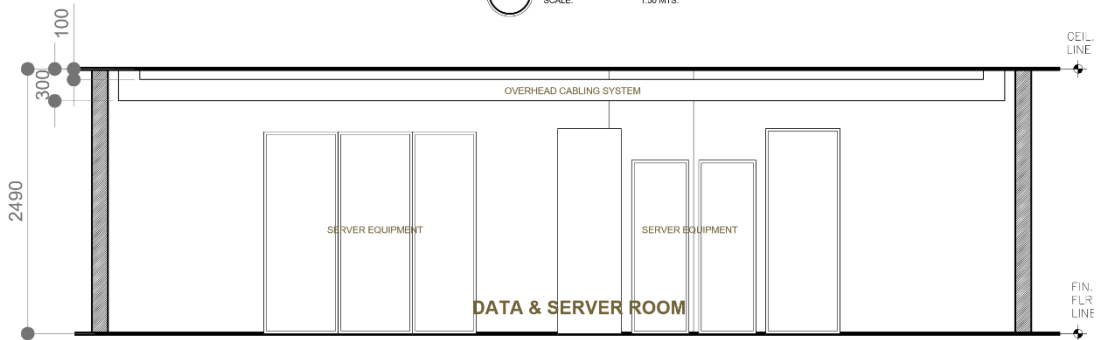 SCALE: 1:50 MTS.
100
CEIL.
LINE
300
OVERHEAD CABLING SYSTEM
2490
SERVER EQUIPMENT
SERVER EQUIPMENT
DATA & SERVER ROOM
FIN.
FLR.
LINE